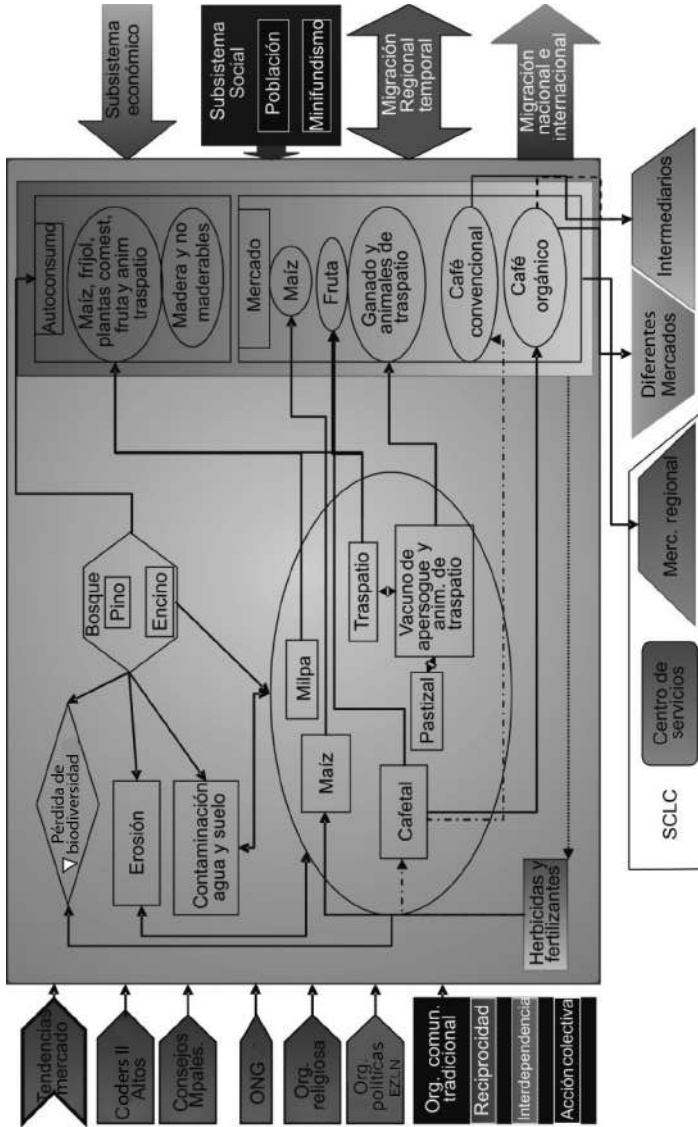 Tendencias
mercado
Coders II
Altos
Consejos
Mpales.
ONG
Org.
religiosa
Org.
políticas
EZLN
Org. comun.
tradicional
Reciprocidad
Interdependencia
Acción colectiva
Pérdida de
biodiversidad
Erosión
Contaminación
agua y suelo
Bosque
Pino
Encino
Milpa
Maíz
Cafetal
Pastizal
Traspatio
Vacuno de
apersogue y
anim. de
traspatio
Herbicidas y
fertilizantes
Autoconsumo
Maíz, frijol,
plantas comest,
fruta y anim
traspatio
Madera y no
maderables
Mercado
Maíz
Fruta
Ganado y
animales de
traspatio
Café
convencional
Café
orgánico
Subsistema
económico
Subsistema
Social
Población
Minifundismo
Migración
Regional
temporal
Migración
nacional e
internacional
SCLC
Centro de
servicios
Merc. regional
Diferentes
Mercados
Intermediarios